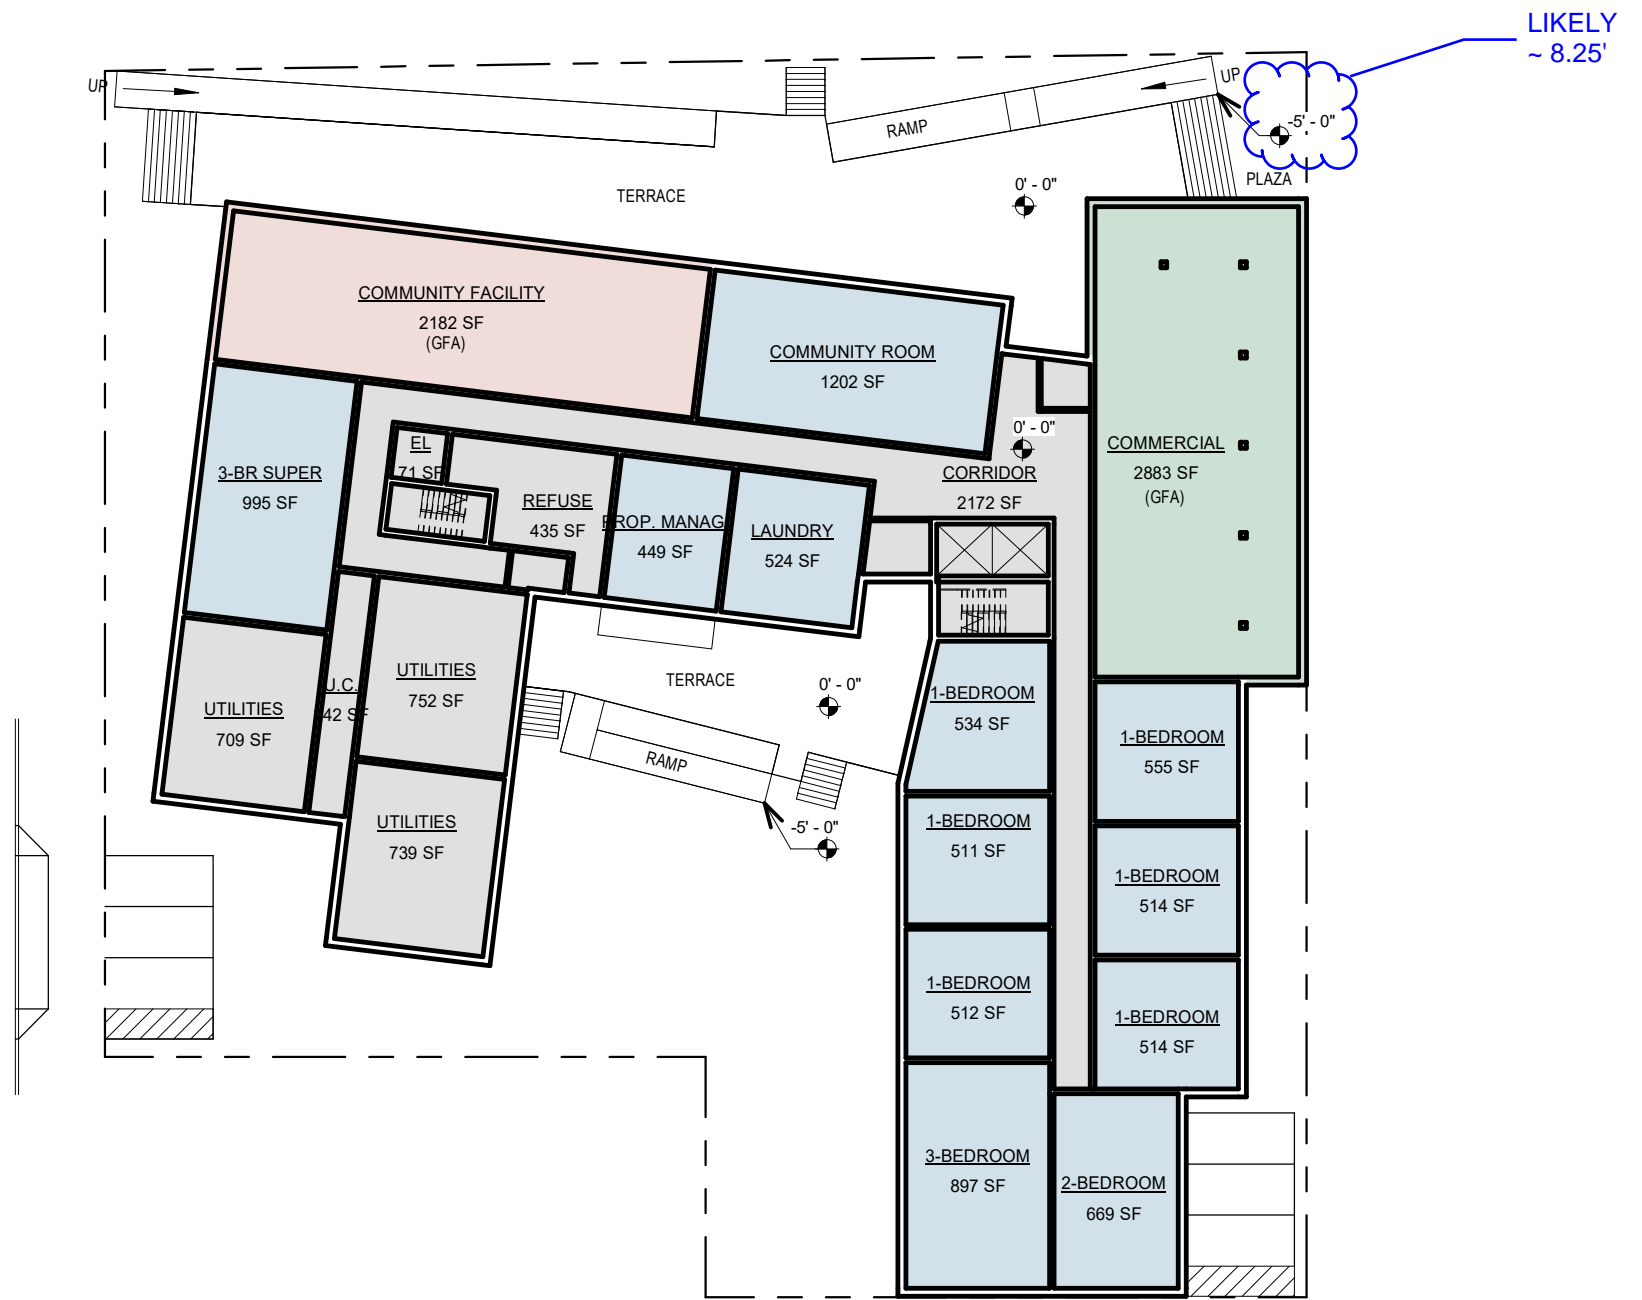 LIKELY
~ 8.25'
UP
UP
RAMP
-5' - 0"
PLAZA
0' - 0"
TERRACE
COMMUNITY FACILITY
2182 SF
(GFA)
COMMUNITY ROOM
1202 SF
0' - 0"
EL
71 SF
COMMERCIAL
2883 SF
(GFA)
3-BR SUPER
995 SF
CORRIDOR
2172 SF
REFUSE
435 SF
PROP. MANAG
449 SF
LAUNDRY
524 SF
UTILITIES
752 SF
U.C.
142 SF
UTILITIES
709 SF
TERRACE
0' - 0"
1-BEDROOM
534 SF
1-BEDROOM
555 SF
RAMP
UTILITIES
739 SF
-5' - 0"
1-BEDROOM
511 SF
1-BEDROOM
514 SF
1-BEDROOM
512 SF
1-BEDROOM
514 SF
3-BEDROOM
897 SF
2-BEDROOM
669 SF